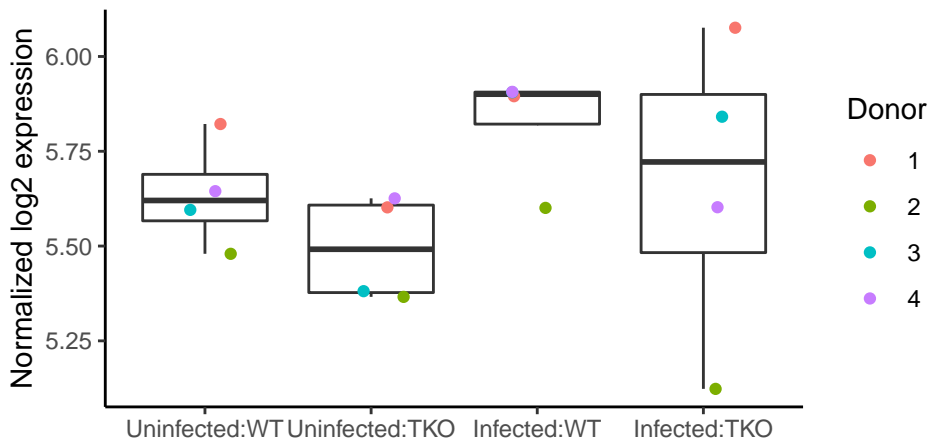 Normalized log2 expression
6.00
5.75
5.50
5.25
Uninfected:WT
Uninfected:TKO
Infected:WT
Infected:TKO
Donor
1
2
3
4